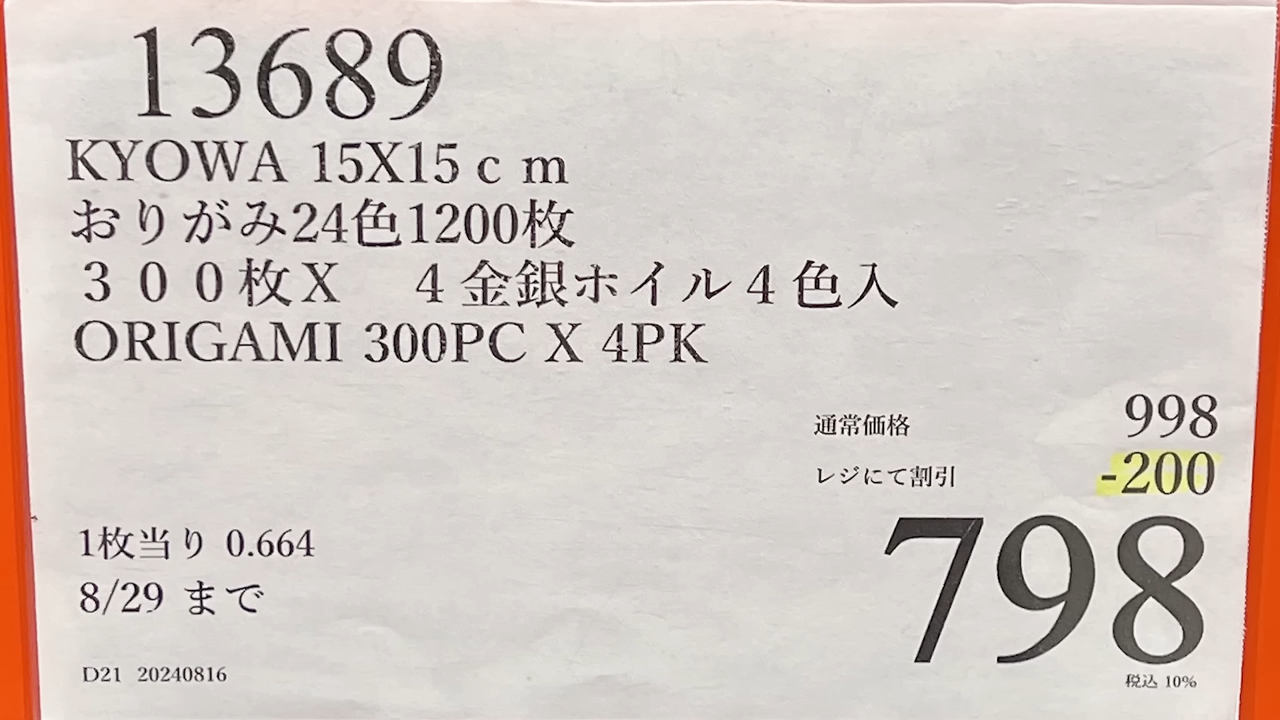 13689
KYOWA 15X15ｃｍ
おりがみ24色1200枚
３００枚X　４金銀ホイル４色入
ORIGAMI 300PC X 4PK
通常価格 998
レジにて割引 -200
798
1枚当り 0.664
8/29 まで
税込 10%
D21 20240816